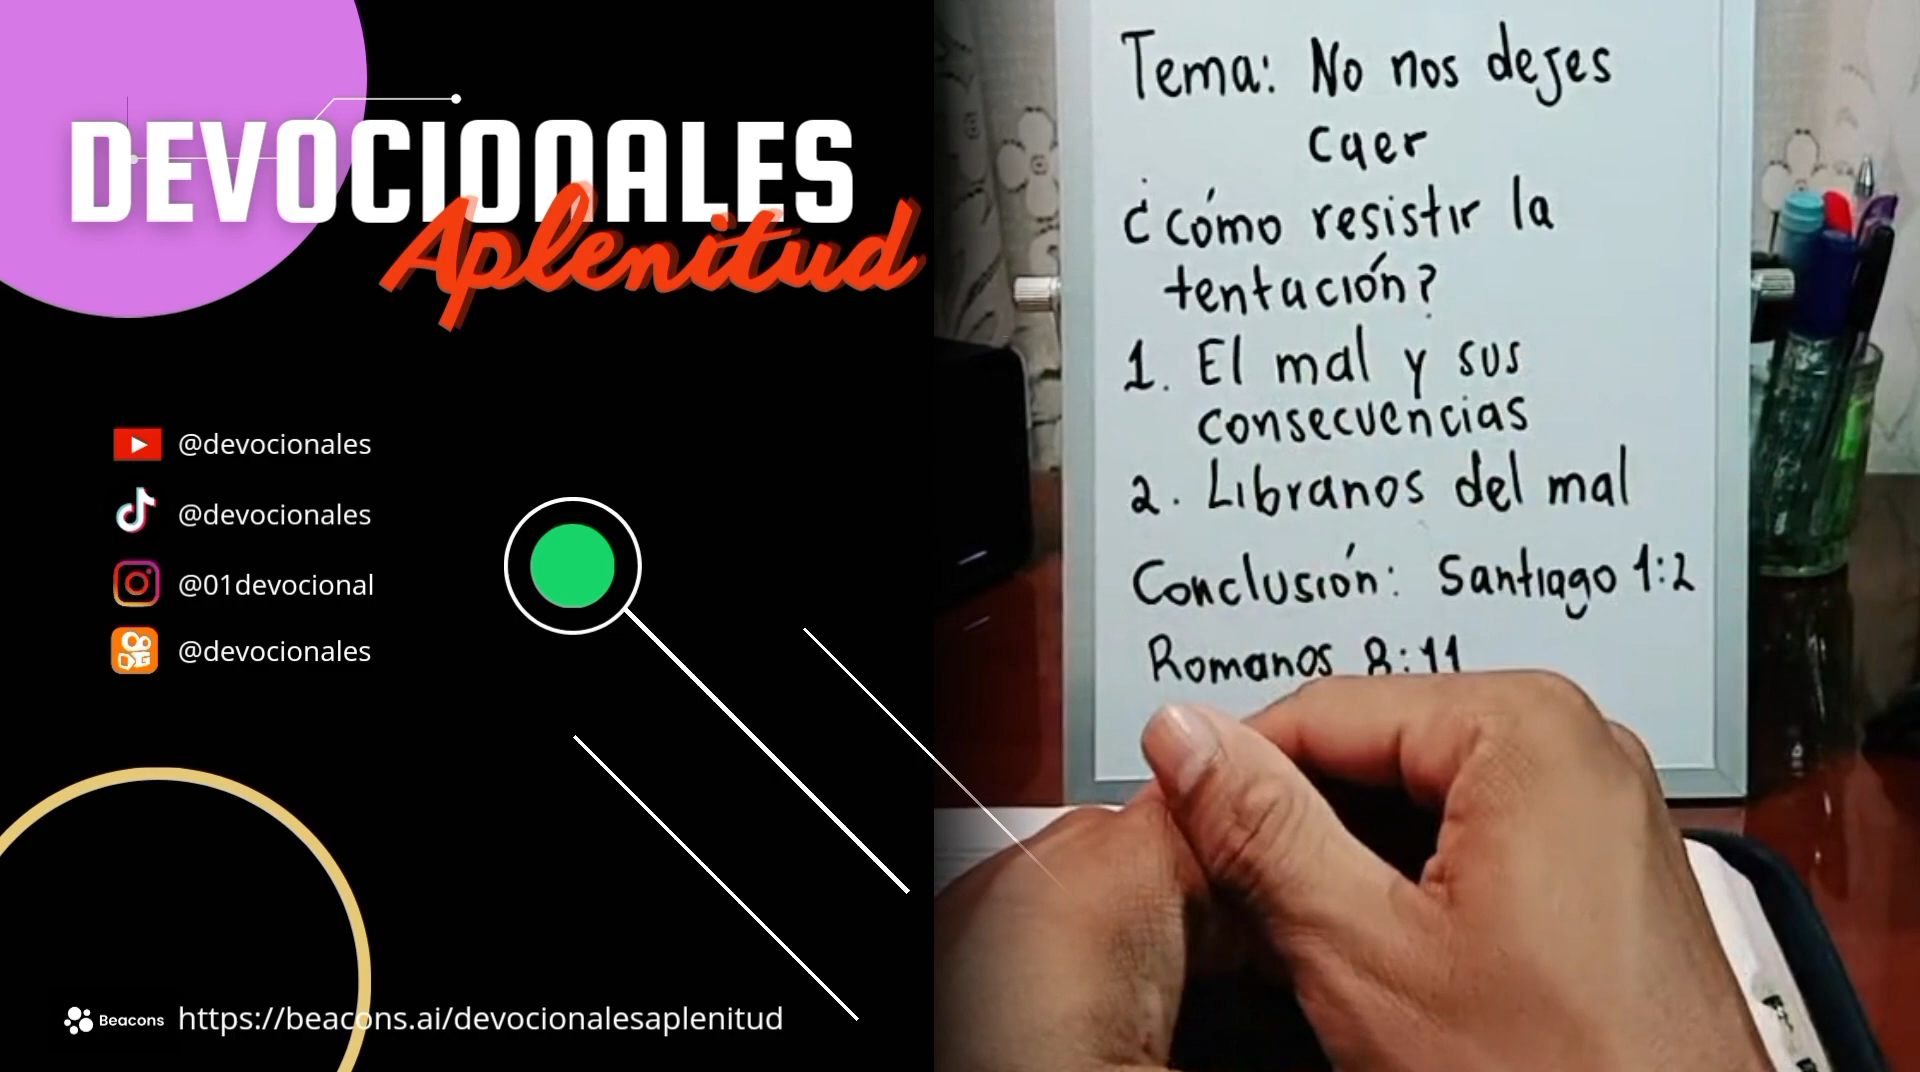 DEVOCIONALES
Aplenitud
@devocionales
@devocionales
@01devocional
@devocionales
Beacons https://beacons.ai/devocionalesaplenitud
Tema: No nos dejes
caer
¿cómo resistir la
tentación?
1. El mal y sus
consecuencias
2. Libranos del mal
Conclusión: Santiago 1:2
Romanos 8:11